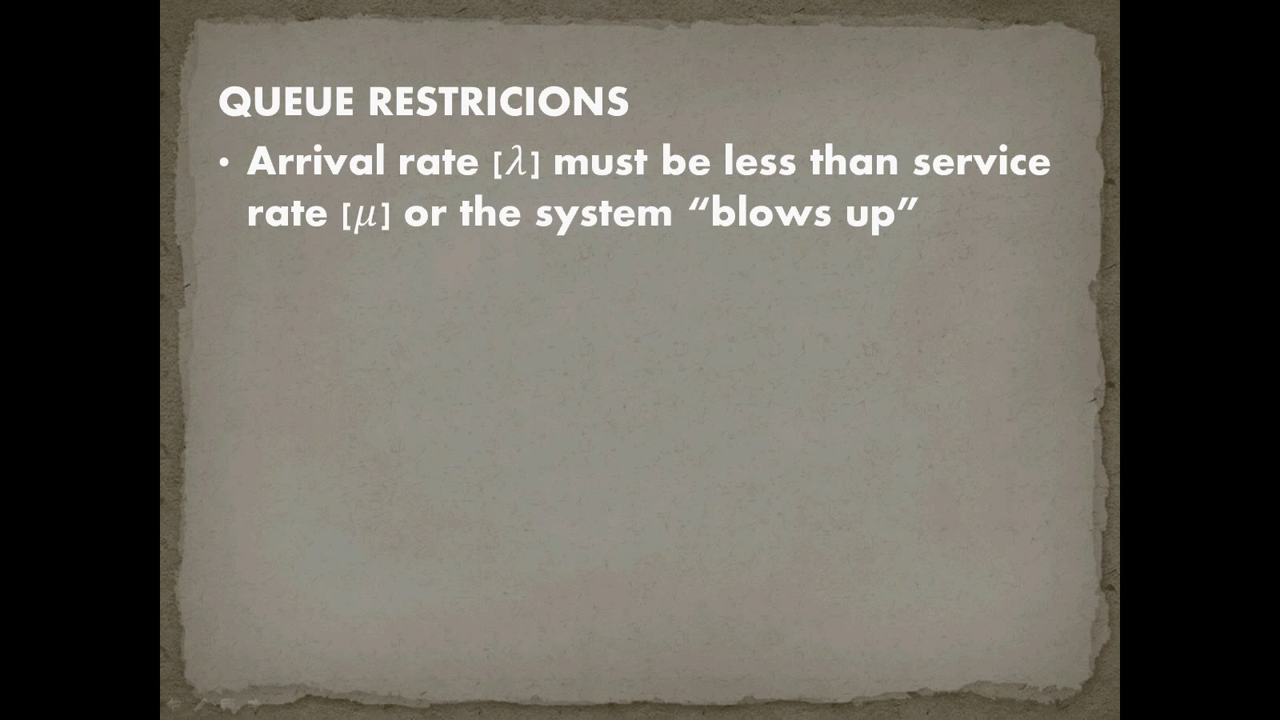 QUEUE RESTRICIONS
• Arrival rate [λ] must be less than service
rate [μ] or the system “blows up”